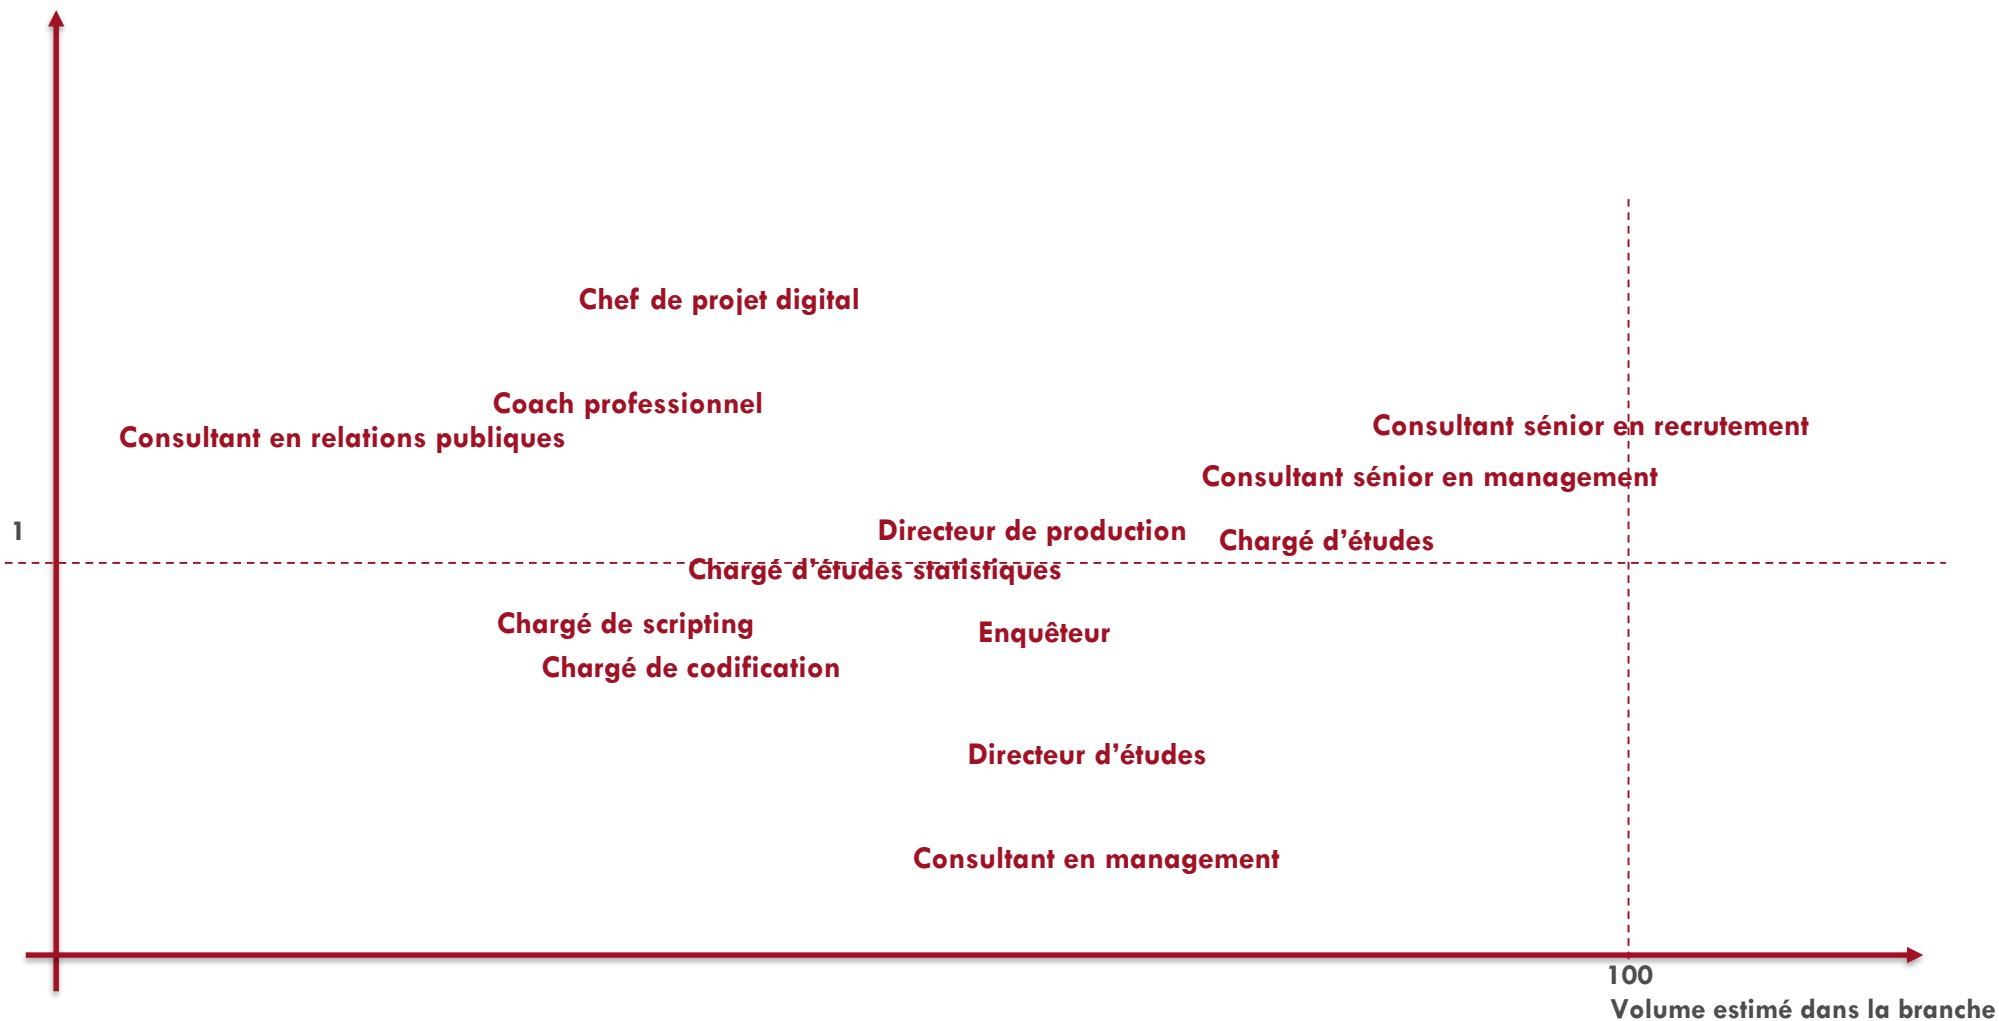 Chef de projet digital
Coach professionnel
Consultant sénior en recrutement
Consultant en relations publiques
Consultant sénior en management
1
Directeur de production
Chargé d’études
Chargé d’études statistiques
Chargé de scripting
Enquêteur
Chargé de codification
Directeur d’études
Consultant en management
100
Volume estimé dans la branche